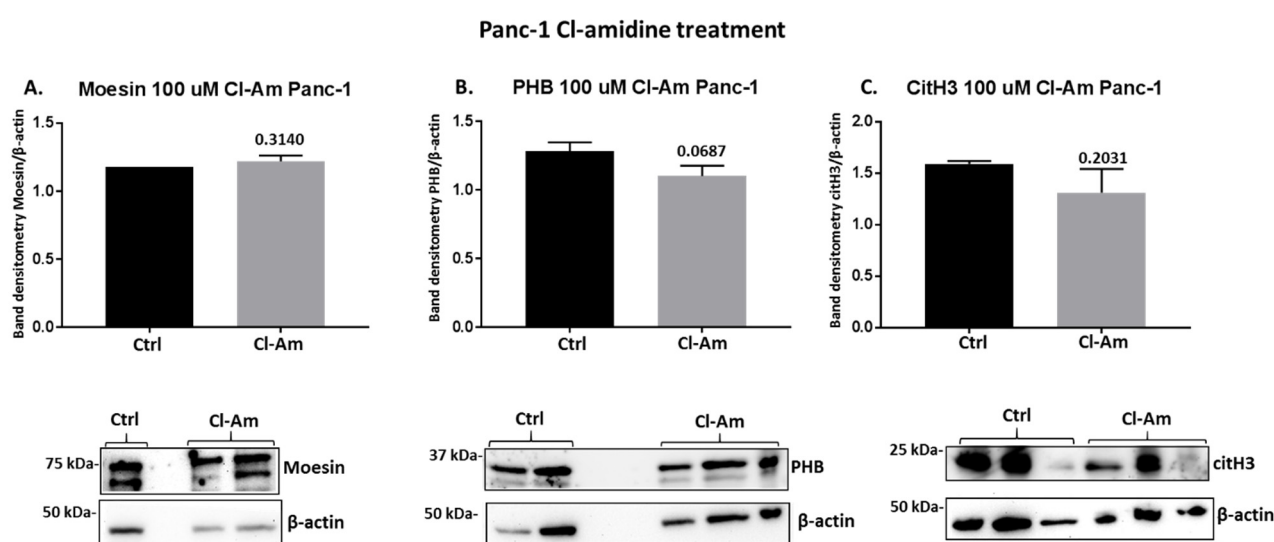 Panc-1 Cl-amidine treatment
A. Moesin 100 uM Cl-Am Panc-1
Band densitometry Moesin/β-actin
1.5
1.0
0.5
0.0
0.3140
Ctrl Cl-Am
B. PHB 100 uM Cl-Am Panc-1
Band densitometry PHB/β-actin
1.5
1.0
0.5
0.0
0.0687
Ctrl Cl-Am
C. CitH3 100 uM Cl-Am Panc-1
Band densitometry citH3/β-actin
2.0
1.5
1.0
0.5
0.0
0.2031
Ctrl Cl-Am
Ctrl Cl-Am
75 kDa- Moesin
50 kDa- β-actin
Ctrl Cl-Am
37 kDa- PHB
50 kDa- β-actin
Ctrl Cl-Am
25 kDa- citH3
50 kDa- β-actin